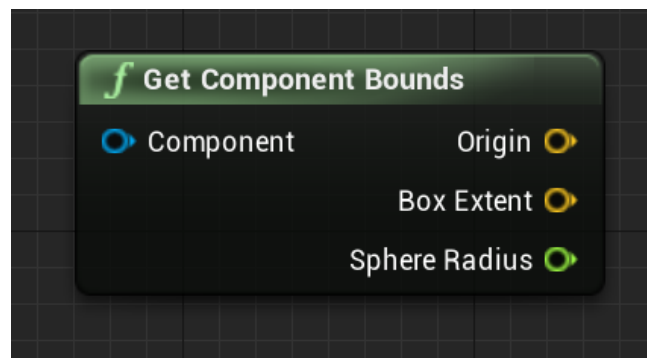 f Get Component Bounds
Component Origin
Box Extent
Sphere Radius